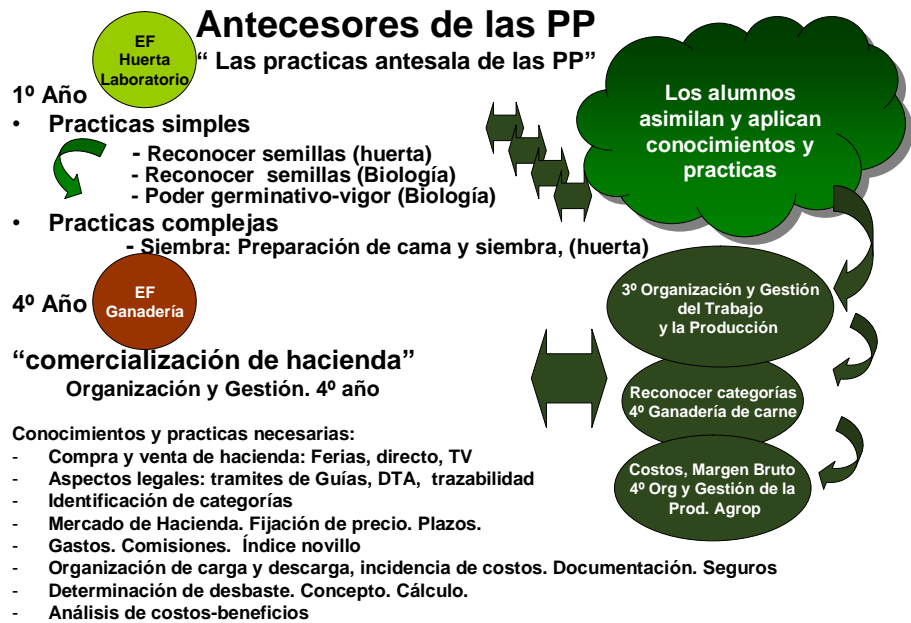 Antecesores de las PP
“ Las practicas antesala de las PP”
EF
Huerta
Laboratorio
1º Año
• Practicas simples
- Reconocer semillas (huerta)
- Reconocer semillas (Biología)
- Poder germinativo-vigor (Biología)
• Practicas complejas
- Siembra: Preparación de cama y siembra, (huerta)
Los alumnos
asimilan y aplican
conocimientos y
practicas
4º Año
EF
Ganadería
“comercialización de hacienda”
Organización y Gestión. 4º año
3º Organización y Gestión
del Trabajo
y la Producción
Reconocer categorías
4º Ganadería de carne
Costos, Margen Bruto
4º Org y Gestión de la
Prod. Agrop
Conocimientos y practicas necesarias:
- Compra y venta de hacienda: Ferias, directo, TV
- Aspectos legales: tramites de Guías, DTA, trazabilidad
- Identificación de categorías
- Mercado de Hacienda. Fijación de precio. Plazos.
- Gastos. Comisiones. Índice novillo
- Organización de carga y descarga, incidencia de costos. Documentación. Seguros
- Determinación de desbaste. Concepto. Cálculo.
- Análisis de costos-beneficios